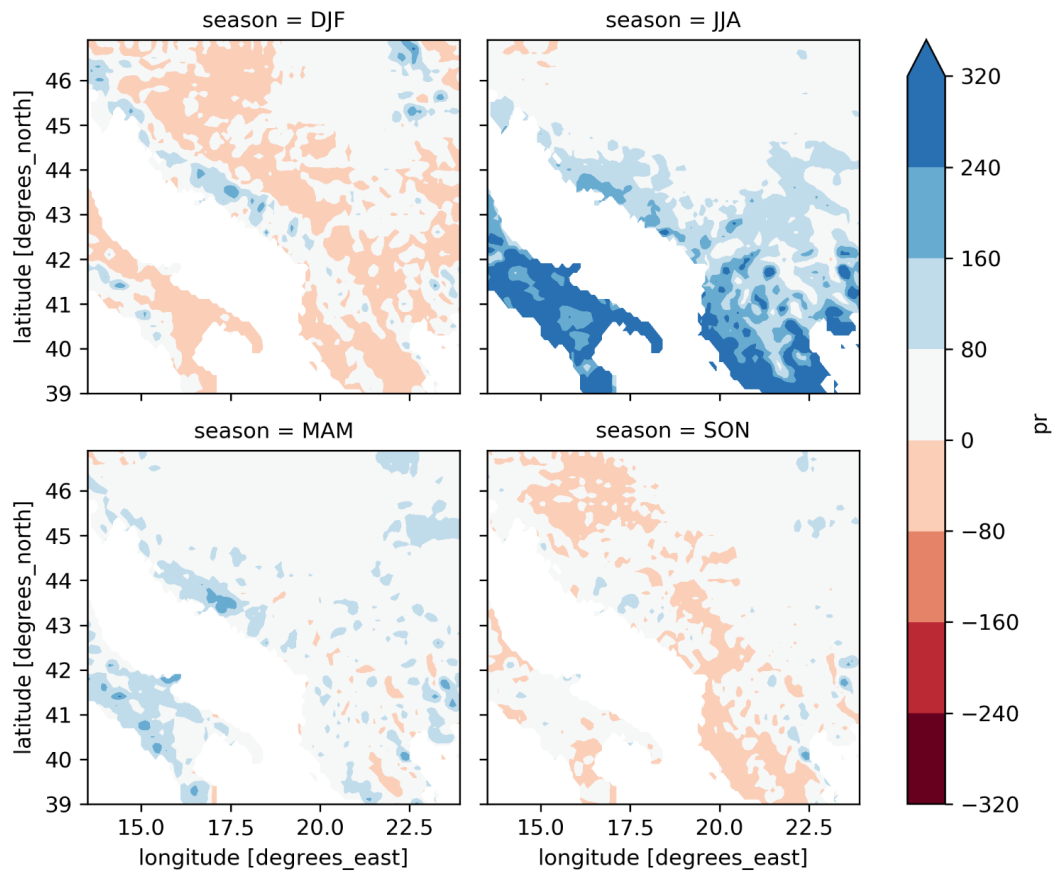 season = DJF
season = JJA
46
45
44
43
42
41
40
39
latitude [degrees_north]
320
240
160
80
0
−80
−160
−240
−320
pr
season = MAM
season = SON
46
45
44
43
42
41
40
39
latitude [degrees_north]
15.0 17.5 20.0 22.5
15.0 17.5 20.0 22.5
longitude [degrees_east]
longitude [degrees_east]